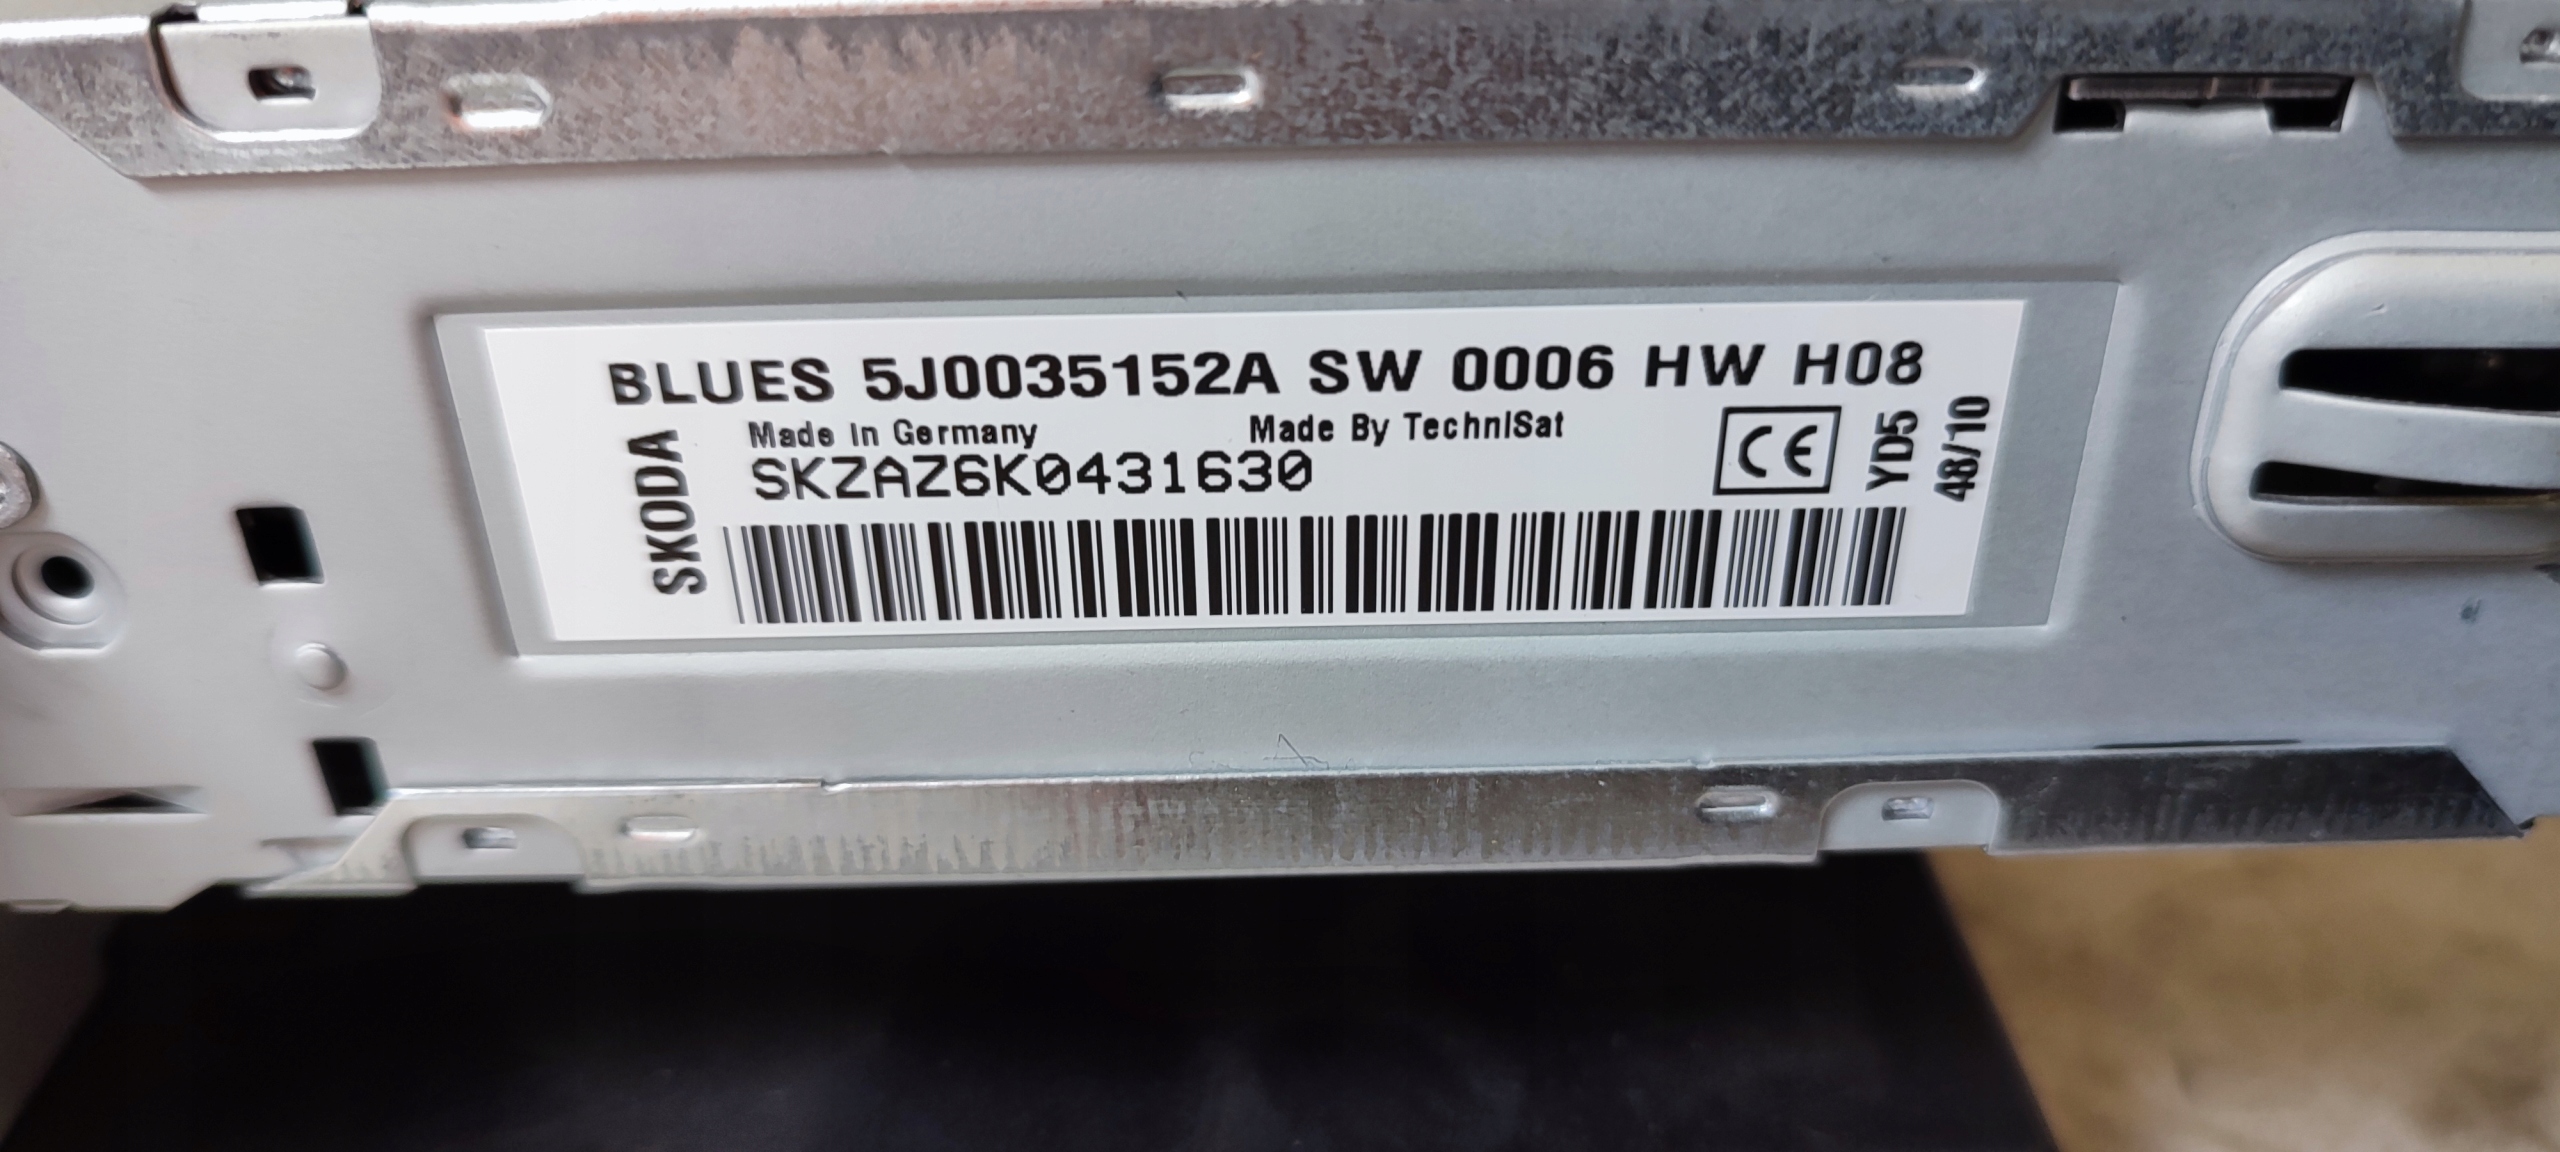 BLUES 5J0035152A SW 0006 HW H08
Made In Germany Made By TechniSat
SKZAZ6K0431630
SKODA
CE
YD5
48/10